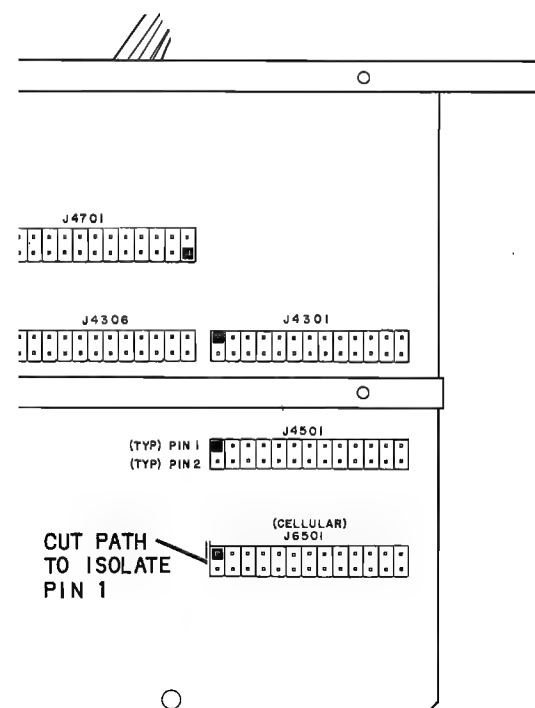 J4701
J4306
J4301
J4501
(TYP) PIN 1
(TYP) PIN 2
(CELLULAR)
J6501
CUT PATH
TO ISOLATE
PIN 1